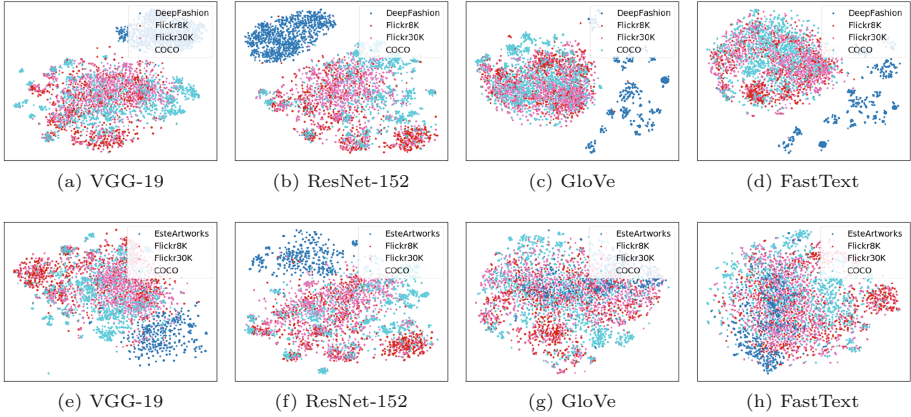 DeepFashion
Flickr8K
Flickr30K
COCO
DeepFashion
Flickr8K
Flickr30K
COCO
DeepFashion
Flickr8K
Flickr30K
COCO
DeepFashion
Flickr8K
Flickr30K
COCO
(a) VGG-19
(b) ResNet-152
(c) GloVe
(d) FastText
EsteArtworks
Flickr8K
Flickr30K
COCO
EsteArtworks
Flickr8K
Flickr30K
COCO
EsteArtworks
Flickr8K
Flickr30K
COCO
EsteArtworks
Flickr8K
Flickr30K
COCO
(e) VGG-19
(f) ResNet-152
(g) GloVe
(h) FastText